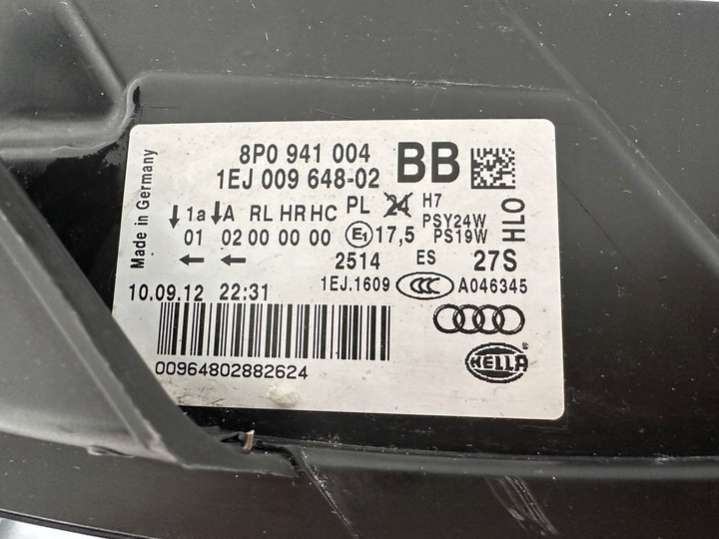 Made in Germany
8P0 941 004 BB
1EJ 009 648-02
↓1a ↓A RL HR HC PL 24 H7
PSY24W
01 02 00 00 00 E1 17,5 PS19W
HLO
← ← 2514 ES 27S
10.09.12 22:31 1EJ.1609 CCC A046345
00964802882624
HELLA ®